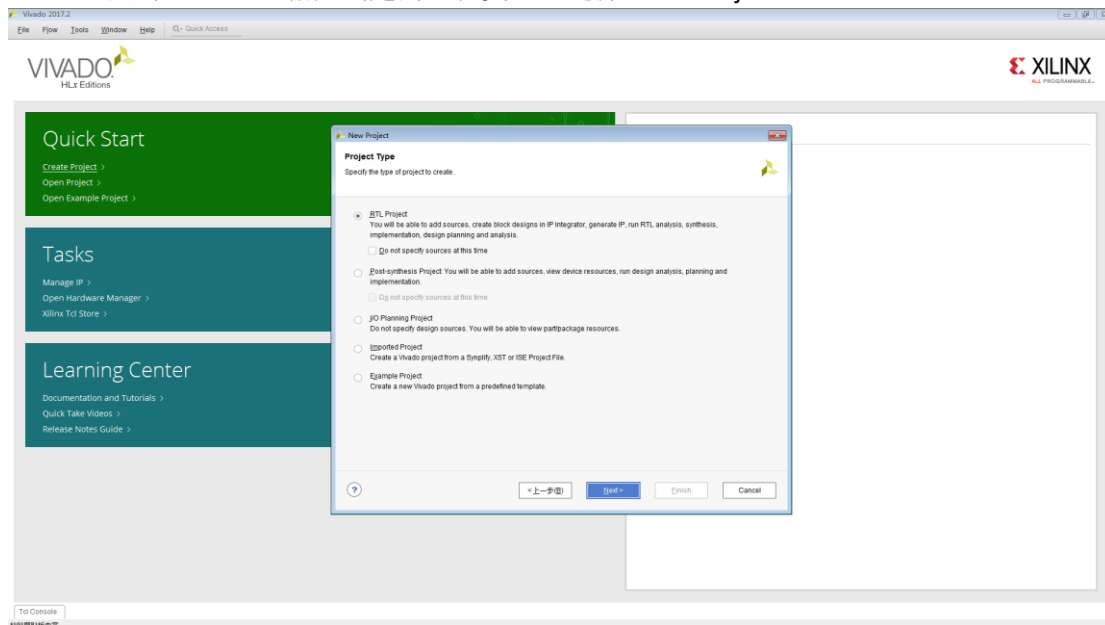 Vivado 2017.2
File Flow Tools Window Help Q- Quick Access
VIVADO.
HLx Editions
XILINX
ALL PROGRAMMABLE.
Quick Start
Create Project >
Open Project >
Open Example Project >
Tasks
Manage IP >
Open Hardware Manager >
Xilinx Tcl Store >
Learning Center
Documentation and Tutorials >
Quick Take Videos >
Release Notes Guide >
New Project
Project Type
Specify the type of project to create.
RTL Project
You will be able to add sources, create block designs in IP Integrator, generate IP, run RTL analysis, synthesis,
implementation, design planning and analysis.
Do not specify sources at this time
Post-synthesis Project: You will be able to add sources, view device resources, run design analysis, planning and
implementation.
Do not specify sources at this time
I/O Planning Project
Do not specify design sources. You will be able to view part/package resources.
Imported Project
Create a Vivado project from a Synplify, XST or ISE Project File.
Example Project
Create a new Vivado project from a predefined template.
?
<上一步(B)
Next >
Finish
Cancel
Tcl Console